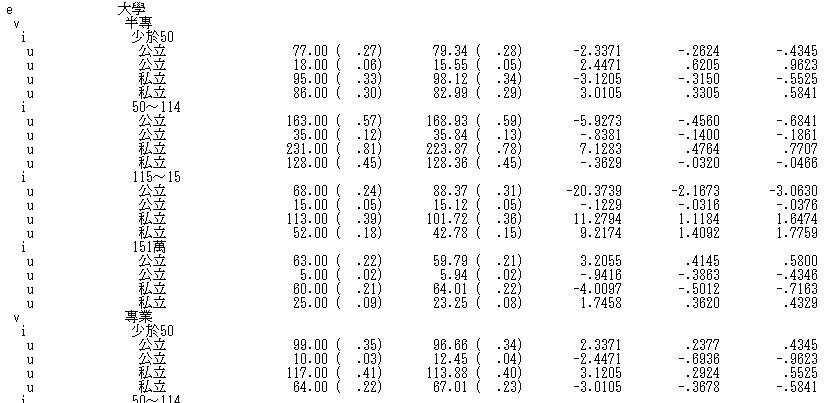 e 大學
v 半專
i 少於50
u 公立 77.00 ( .27) 79.34 ( .28) -2.3371 -.2624 -.4345
u 公立 18.00 ( .06) 15.55 ( .05) 2.4471 .6205 .9623
u 私立 95.00 ( .33) 98.12 ( .34) -3.1205 -.3150 -.5525
u 私立 86.00 ( .30) 82.99 ( .29) 3.0105 .3305 .5841
i 50～114
u 公立 163.00 ( .57) 168.93 ( .59) -5.9273 -.4560 -.6841
u 公立 35.00 ( .12) 35.84 ( .13) -.8381 -.1400 -.1861
u 私立 231.00 ( .81) 223.87 ( .78) 7.1283 .4764 .7707
u 私立 128.00 ( .45) 128.36 ( .45) -.3629 -.0320 -.0466
i 115～15
u 公立 68.00 ( .24) 88.37 ( .31) -20.3739 -2.1673 -3.0630
u 公立 15.00 ( .05) 15.12 ( .05) -.1229 -.0316 -.0376
u 私立 113.00 ( .39) 101.72 ( .36) 11.2794 1.1184 1.6474
u 私立 52.00 ( .18) 42.78 ( .15) 9.2174 1.4092 1.7759
i 151萬
u 公立 63.00 ( .22) 59.79 ( .21) 3.2055 .4145 .5800
u 公立 5.00 ( .02) 5.94 ( .02) -.9416 -.3863 -.4346
u 私立 60.00 ( .21) 64.01 ( .22) -4.0097 -.5012 -.7163
u 私立 25.00 ( .09) 23.25 ( .08) 1.7458 .3620 .4329
v 專業
i 少於50
u 公立 99.00 ( .35) 96.66 ( .34) 2.3371 .2377 .4345
u 公立 10.00 ( .03) 12.45 ( .04) -2.4471 -.6936 -.9623
u 私立 117.00 ( .41) 113.88 ( .40) 3.1205 .2924 .5525
u 私立 64.00 ( .22) 67.01 ( .23) -3.0105 -.3678 -.5841
i 50～114